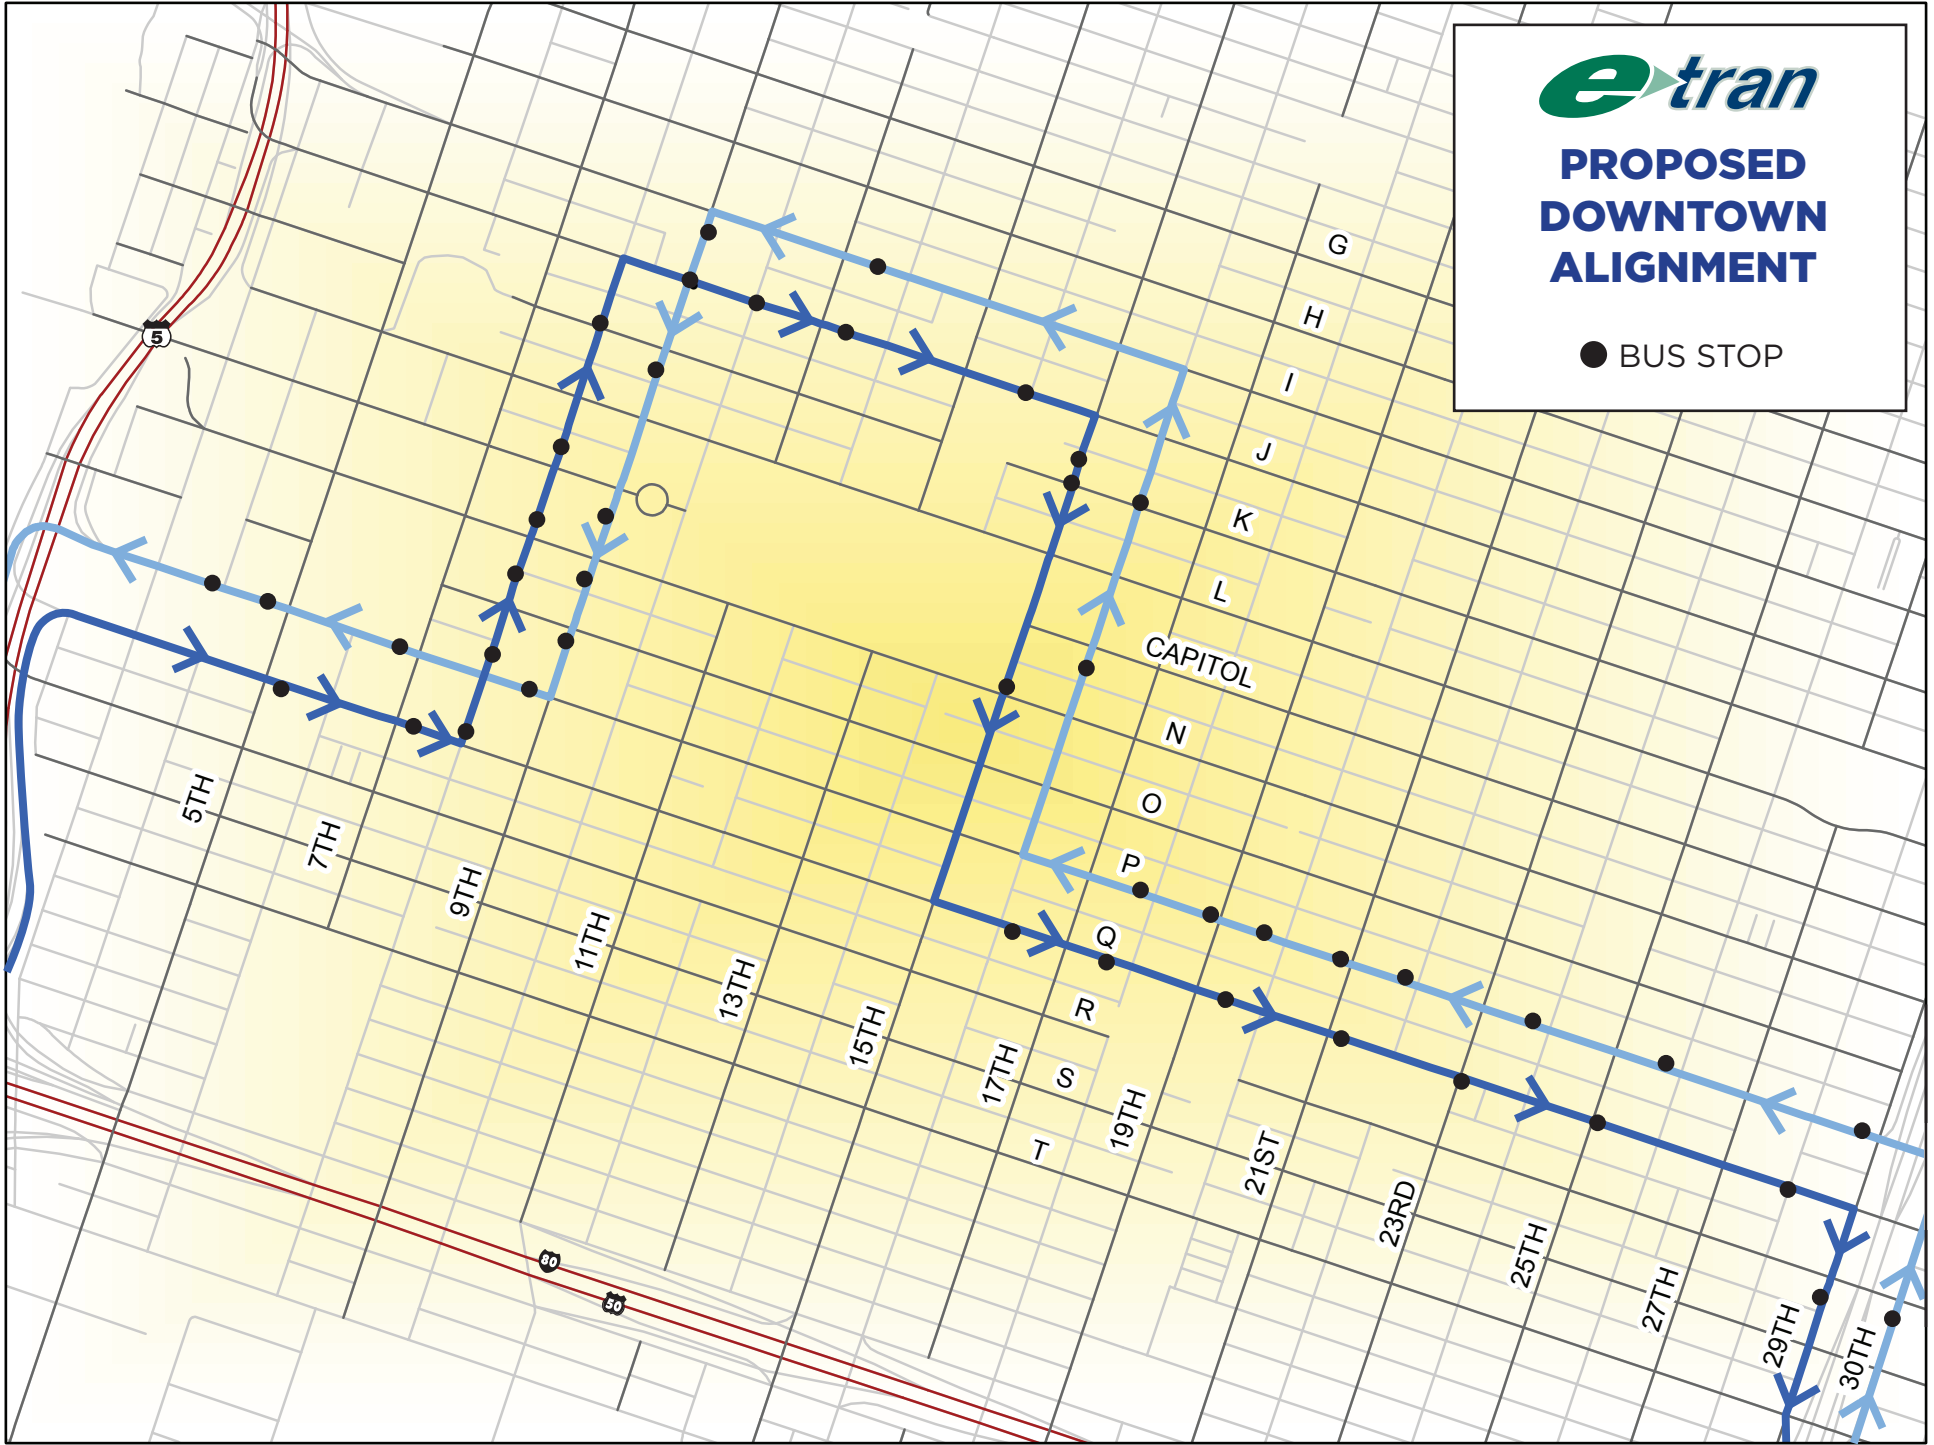 e tran
PROPOSED
DOWNTOWN
ALIGNMENT
BUS STOP
G
H
I
J
K
L
CAPITOL
N
O
P
Q
R
S
T
5
5TH
7TH
9TH
11TH
13TH
15TH
17TH
19TH
21ST
23RD
25TH
27TH
29TH
30TH
80
50